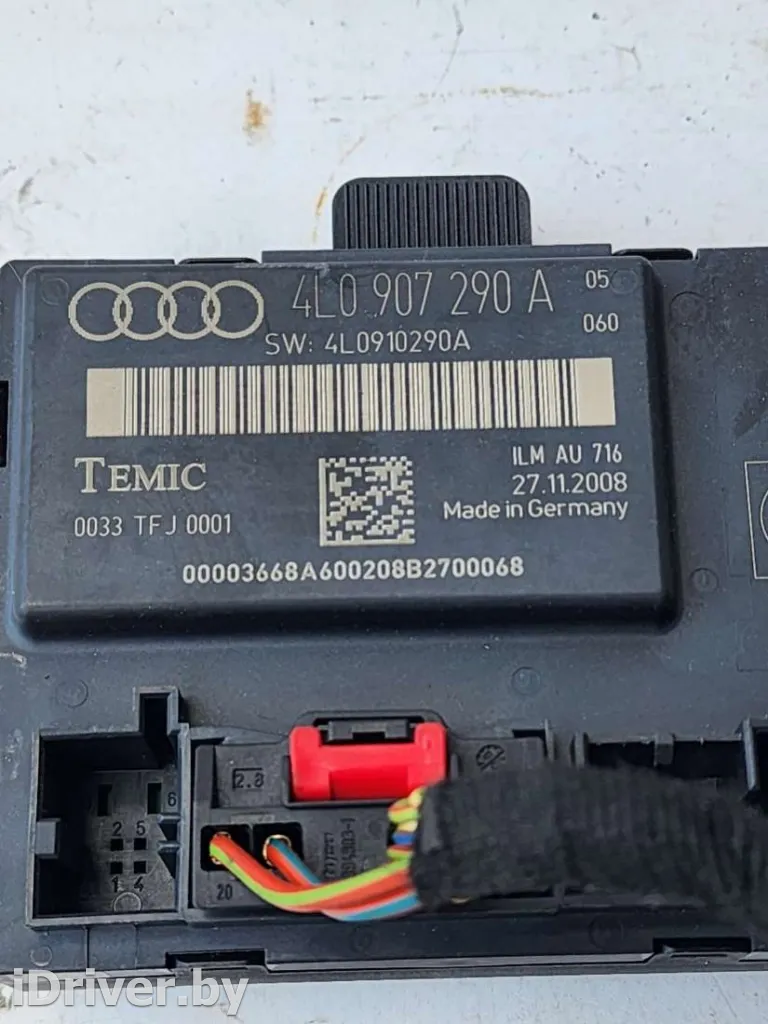 4L0 907 290 A 05
060
SW: 4L0910290A
TEMIC
ILM AU 716
27.11.2008
0033 TFJ 0001
Made in Germany
00003668A600208B2700068
2.8
6
2 5
1 4
20
iDriver.by